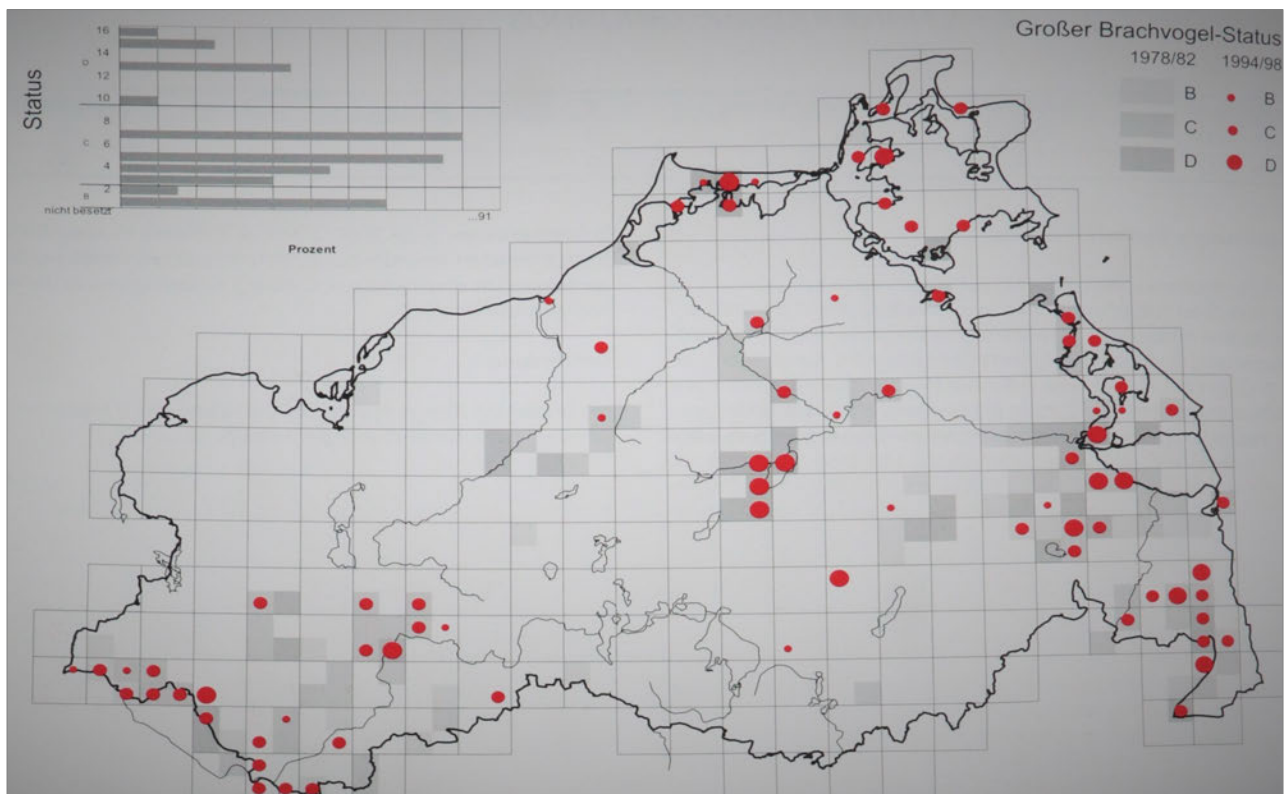 Großer Brachvogel-Status
1978/82 1994/98
B B
C C
D D
Status
16
14
D
12
10
8
C
6
4
2
B
nicht besetzt
...91
Prozent